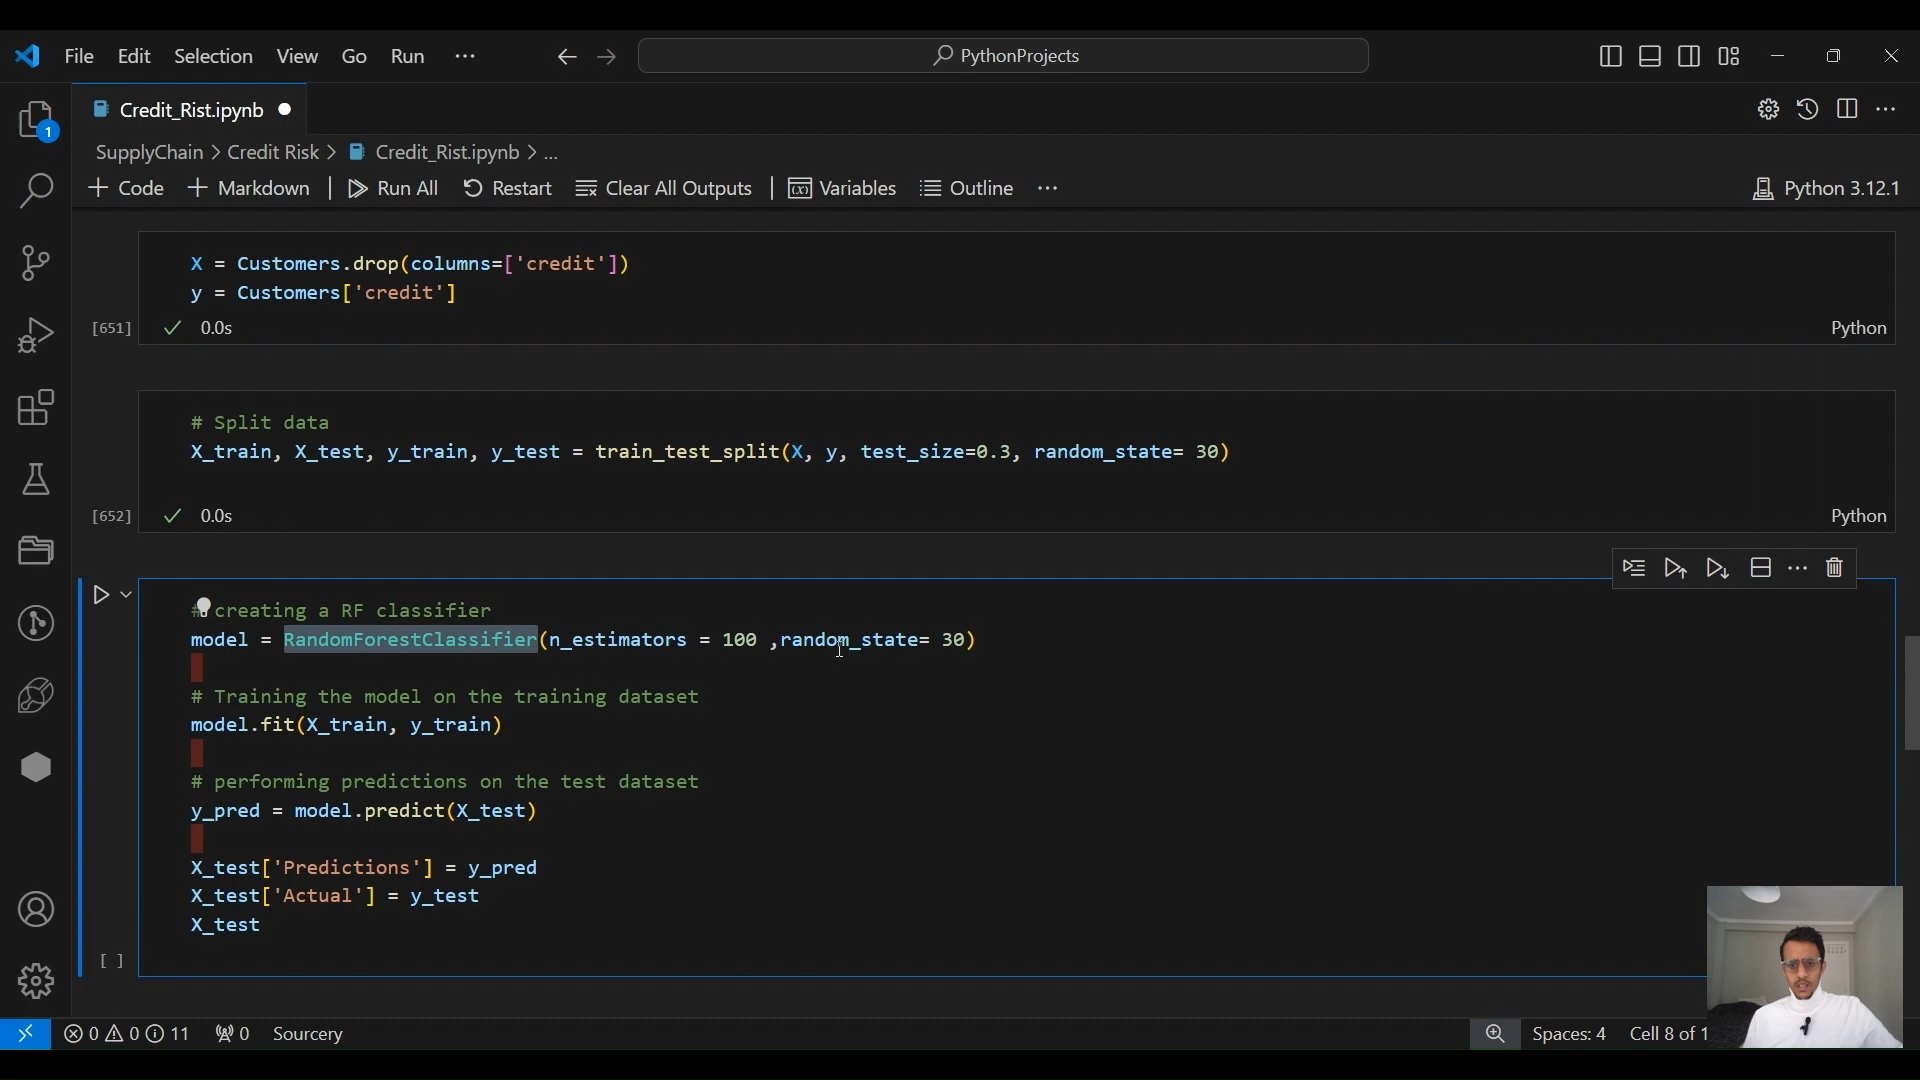 File Edit Selection View Go Run ··· PythonProjects
Credit_Rist.ipynb
1
SupplyChain > Credit Risk > Credit_Rist.ipynb > ...
+ Code + Markdown Run All Restart Clear All Outputs Variables Outline ··· Python 3.12.1
X = Customers.drop(columns=['credit'])
y = Customers['credit']
[651] ✓ 0.0s Python
# Split data
X_train, X_test, y_train, y_test = train_test_split(X, y, test_size=0.3, random_state= 30)
[652] ✓ 0.0s Python
# creating a RF classifier
model = RandomForestClassifier(n_estimators = 100 ,random_state= 30)
# Training the model on the training dataset
model.fit(X_train, y_train)
# performing predictions on the test dataset
y_pred = model.predict(X_test)
X_test['Predictions'] = y_pred
X_test['Actual'] = y_test
X_test
[ ]
0 0 11 0 Sourcery Spaces: 4 Cell 8 of 1